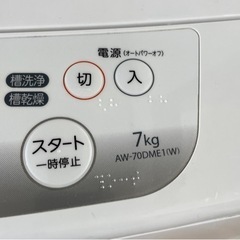 電源(オートパワーオフ)
槽洗浄
槽乾燥
切
入
スタート
一時停止
7kg
AW-70DME1(W)